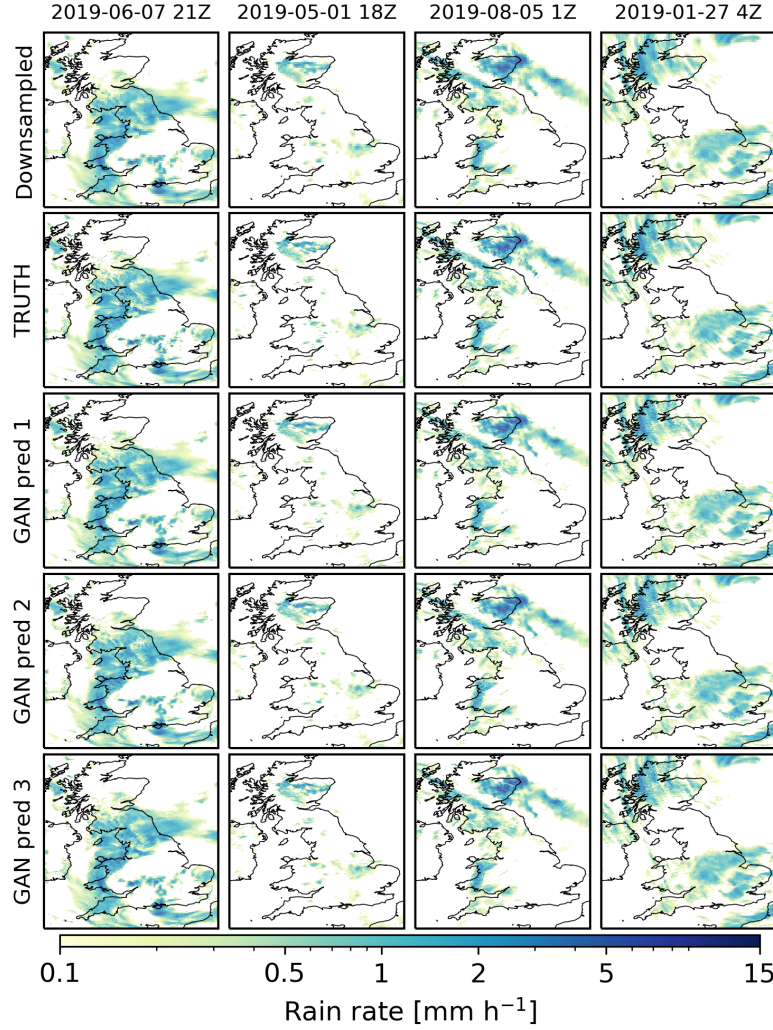 2019-06-07 21Z 2019-05-01 18Z 2019-08-05 1Z 2019-01-27 4Z
Downsampled
TRUTH
GAN pred 1
GAN pred 2
GAN pred 3
0.1 0.5 1 2 5 15
Rain rate [mm h⁻¹]